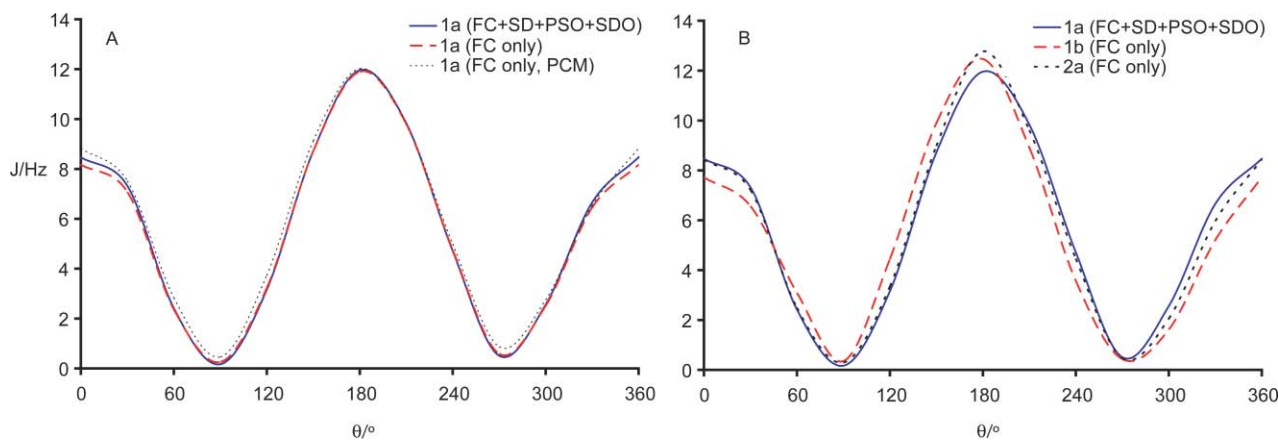 A
1a (FC+SD+PSO+SDO)
1a (FC only)
1a (FC only, PCM)
14
12
10
8
6
4
2
0
J/Hz
0 60 120 180 240 300 360
θ/°
B
1a (FC+SD+PSO+SDO)
1b (FC only)
2a (FC only)
14
12
10
8
6
4
2
0
0 60 120 180 240 300 360
θ/°